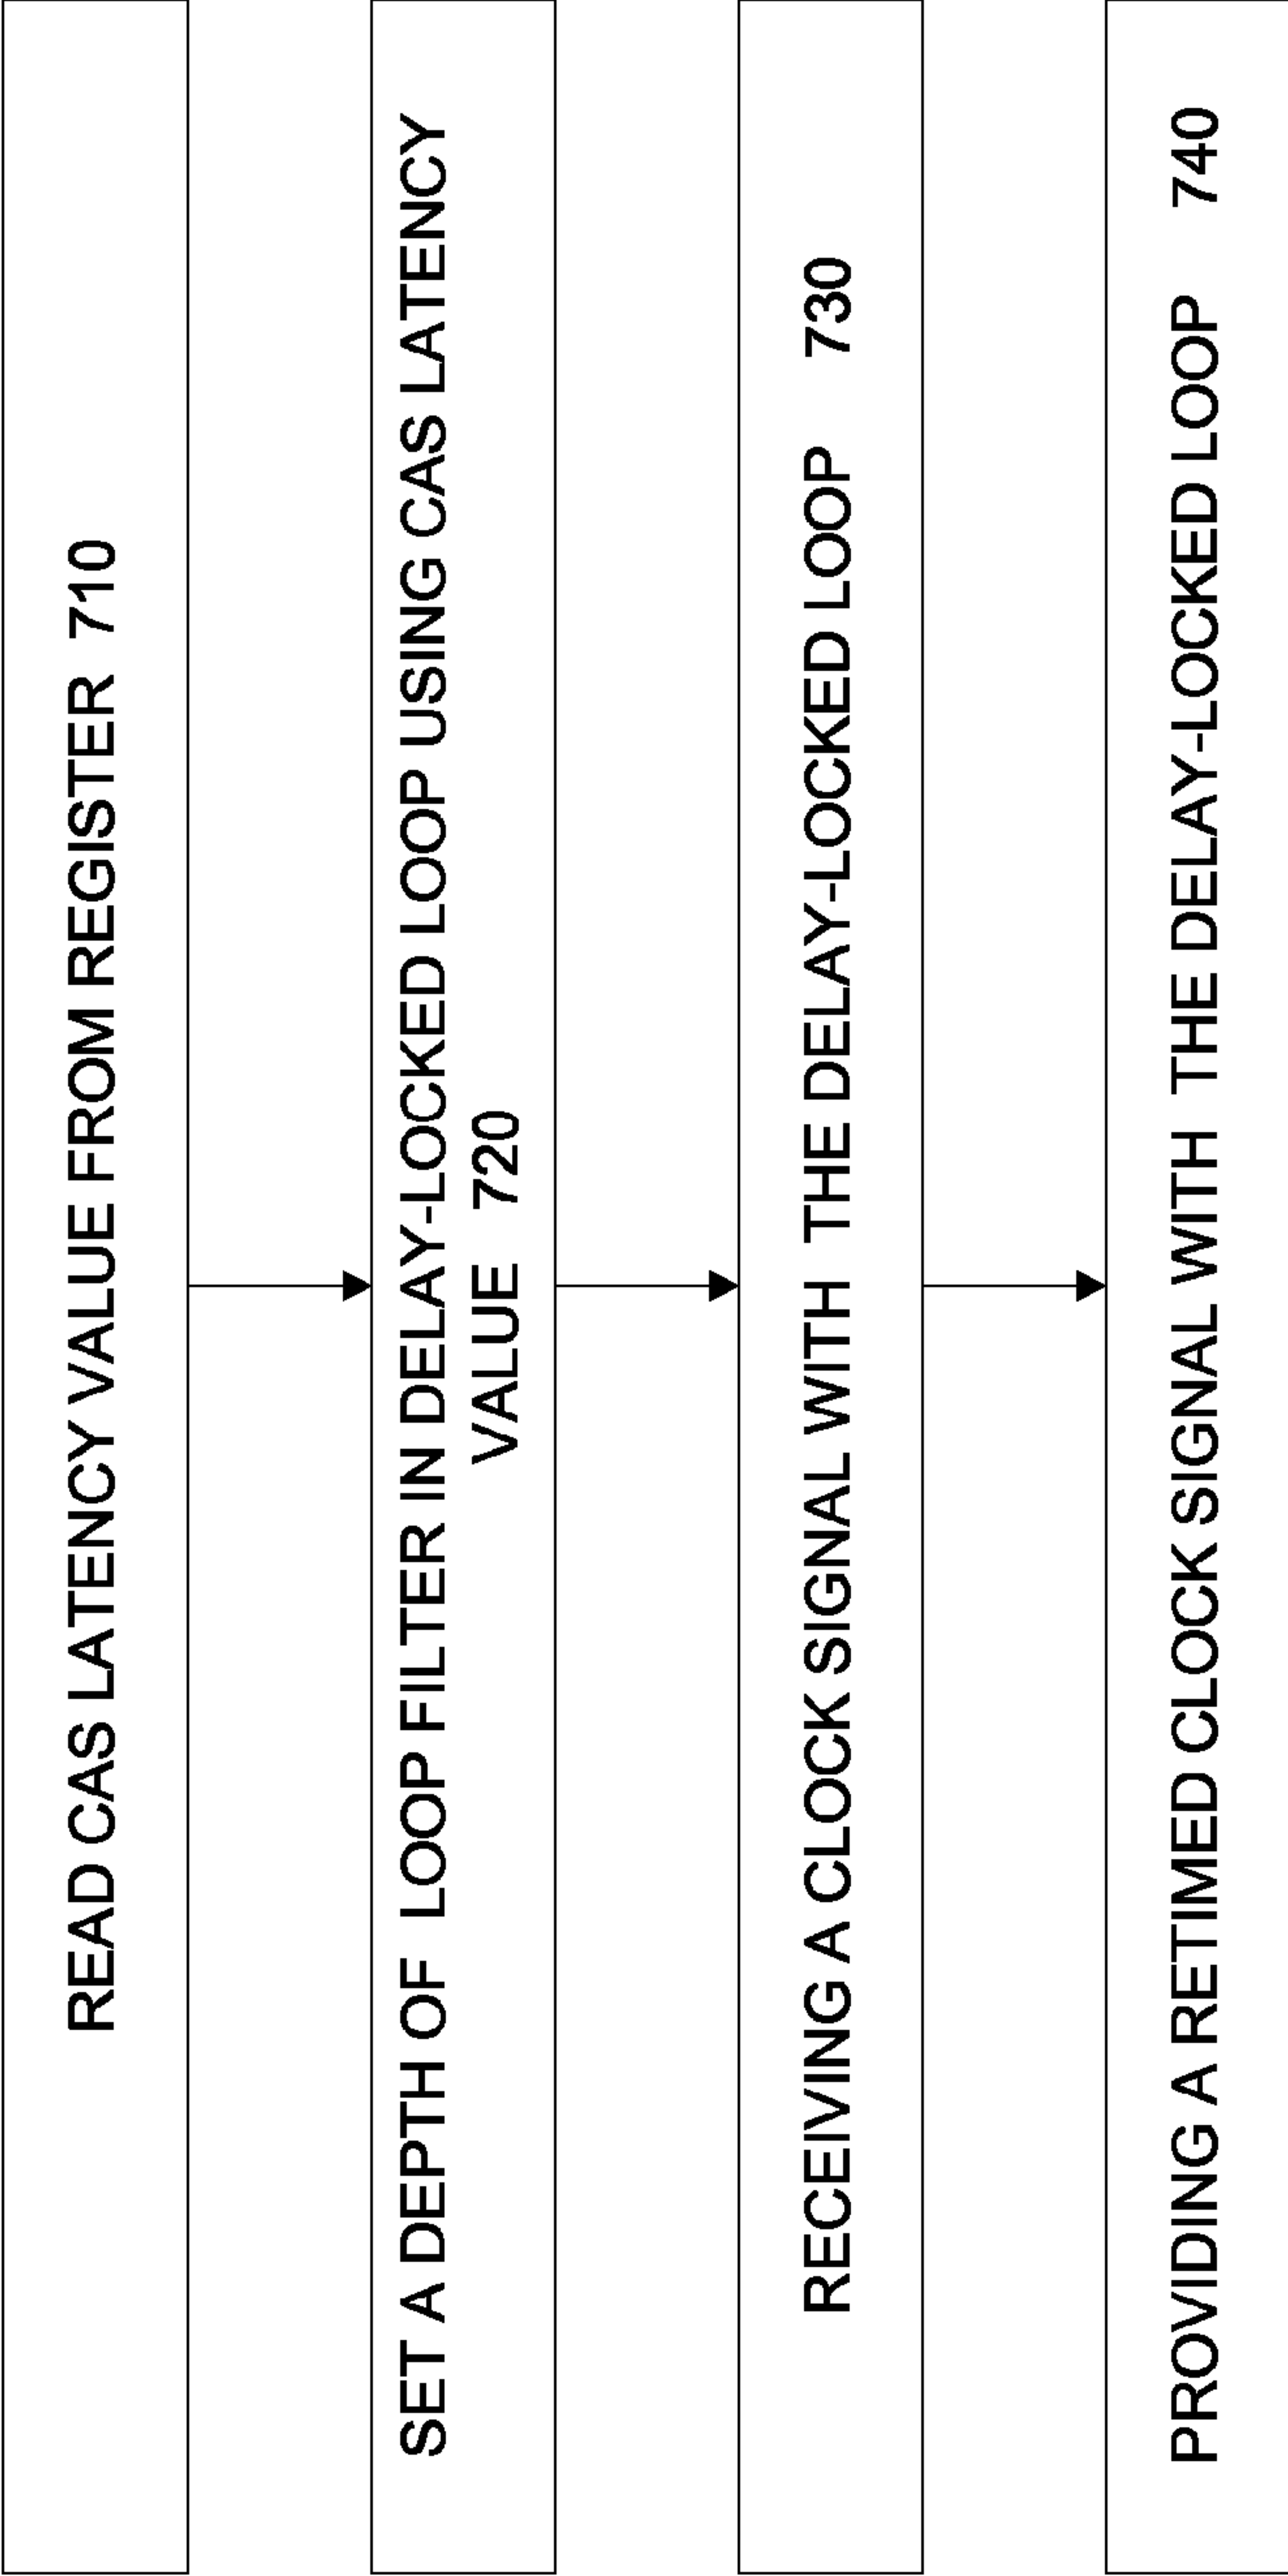 READ CAS LATENCY VALUE FROM REGISTER 710
SET A DEPTH OF LOOP FILTER IN DELAY-LOCKED LOOP USING CAS LATENCY
VALUE 720
RECEIVING A CLOCK SIGNAL WITH THE DELAY-LOCKED LOOP 730
PROVIDING A RETIMED CLOCK SIGNAL WITH THE DELAY-LOCKED LOOP 740